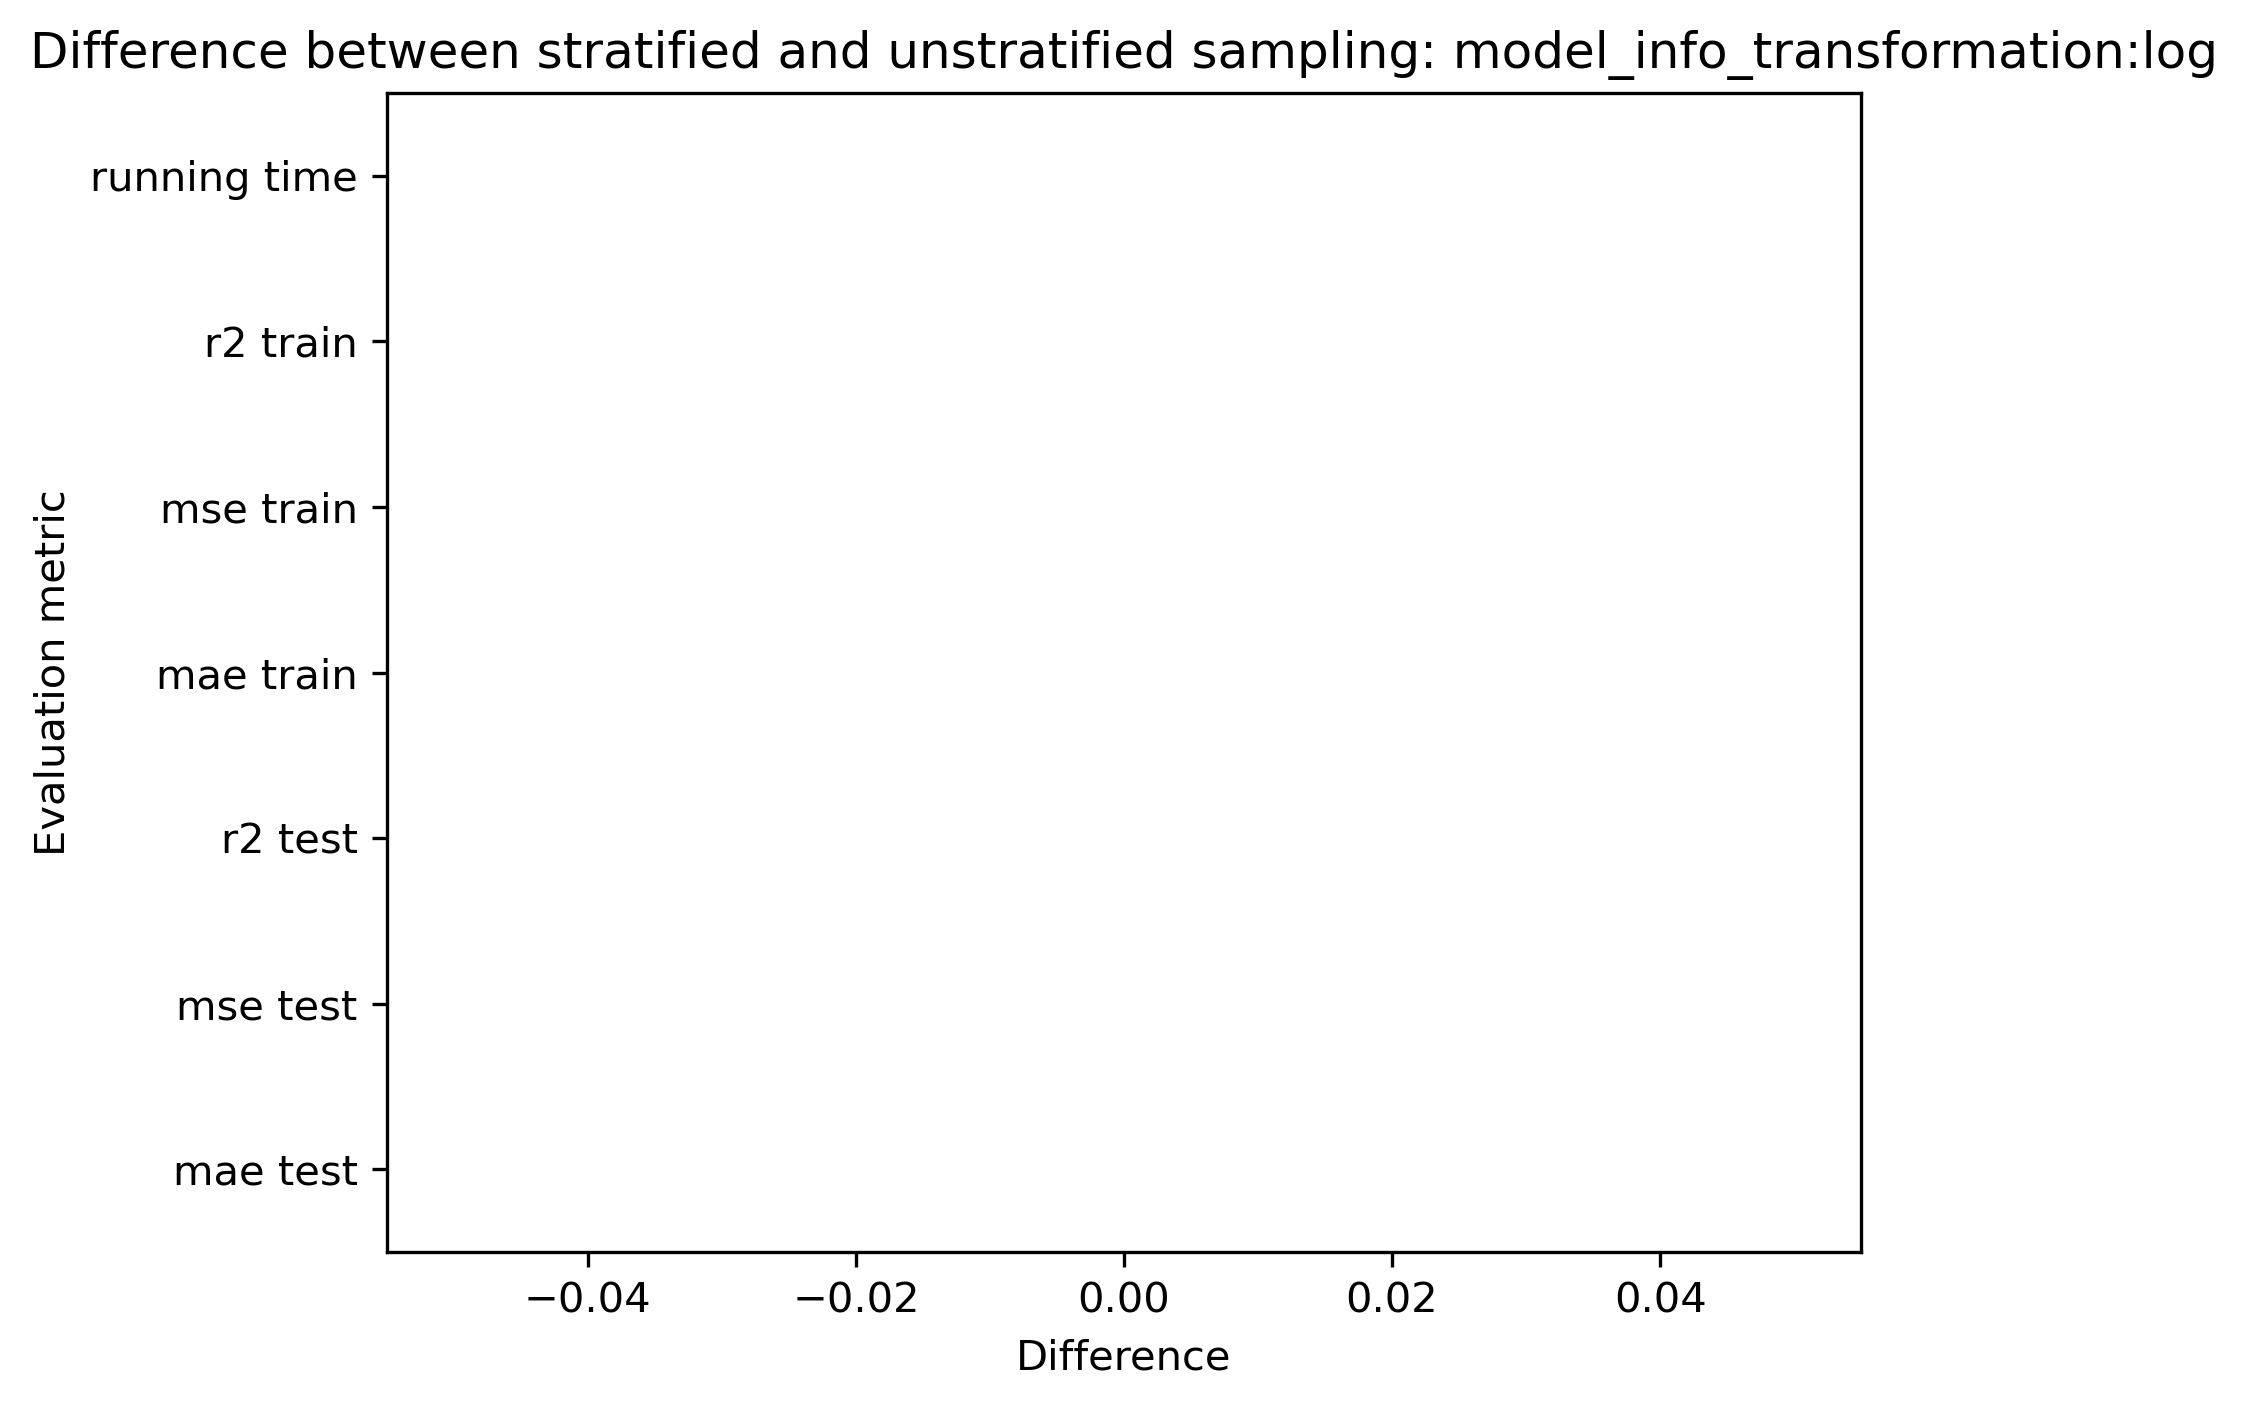 Difference between stratified and unstratified sampling: model_info_transformation:log
running time
r2 train
mse train
mae train
r2 test
mse test
mae test
Evaluation metric
−0.04
−0.02
0.00
0.02
0.04
Difference